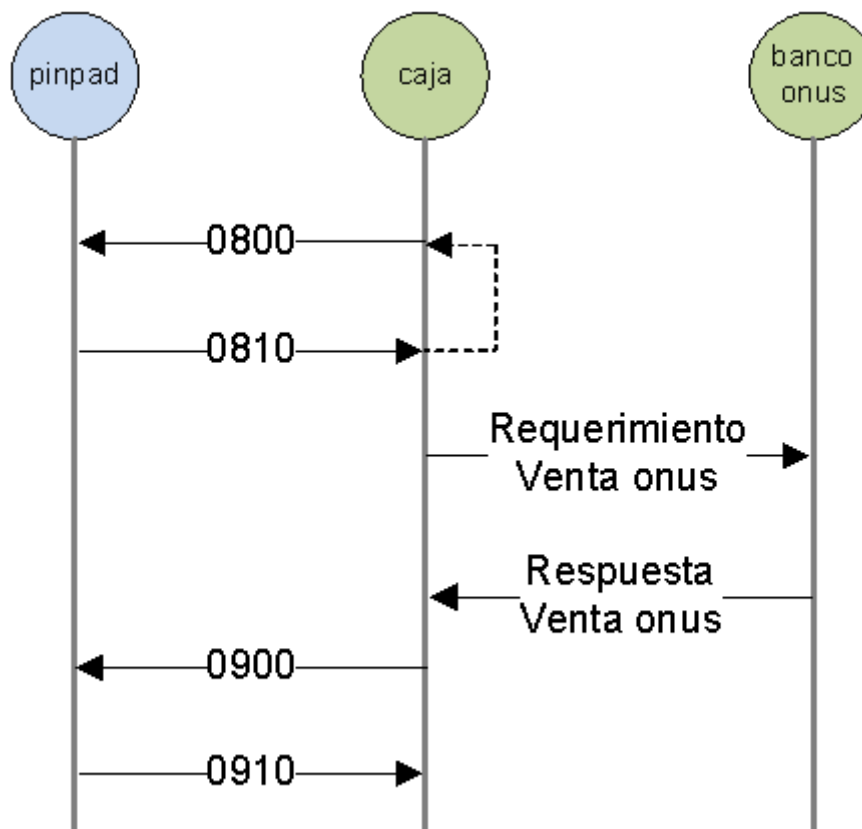 pinpad
caja
banco
onus
0800
0810
Requerimiento
Venta onus
Respuesta
Venta onus
0900
0910